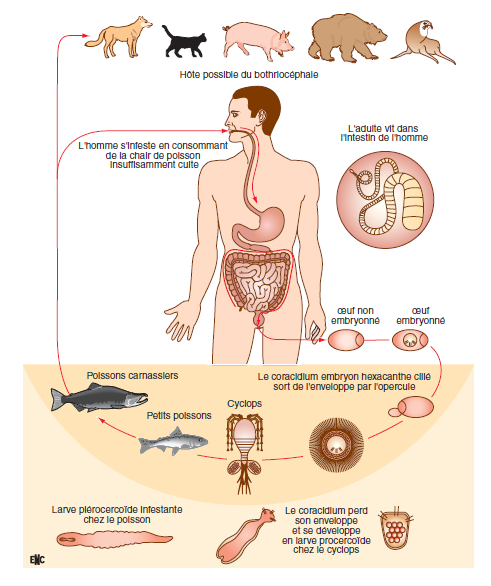 Hôte possible du bothriocéphale
L'homme s'infeste en consommant
de la chair de poisson
insuffisamment cuite
L'adulte vit dans
l'intestin de l'homme
œuf non
embryonné
œuf
embryonné
Poissons carnassiers
Le coracidium embryon hexacanthe cilié
sort de l'enveloppe par l'opercule
Petits poissons
Cyclops
Larve plérocercoïde infestante
chez le poisson
Le coracidium perd
son enveloppe
et se développe
en larve procercoïde
chez le cyclops
EMC